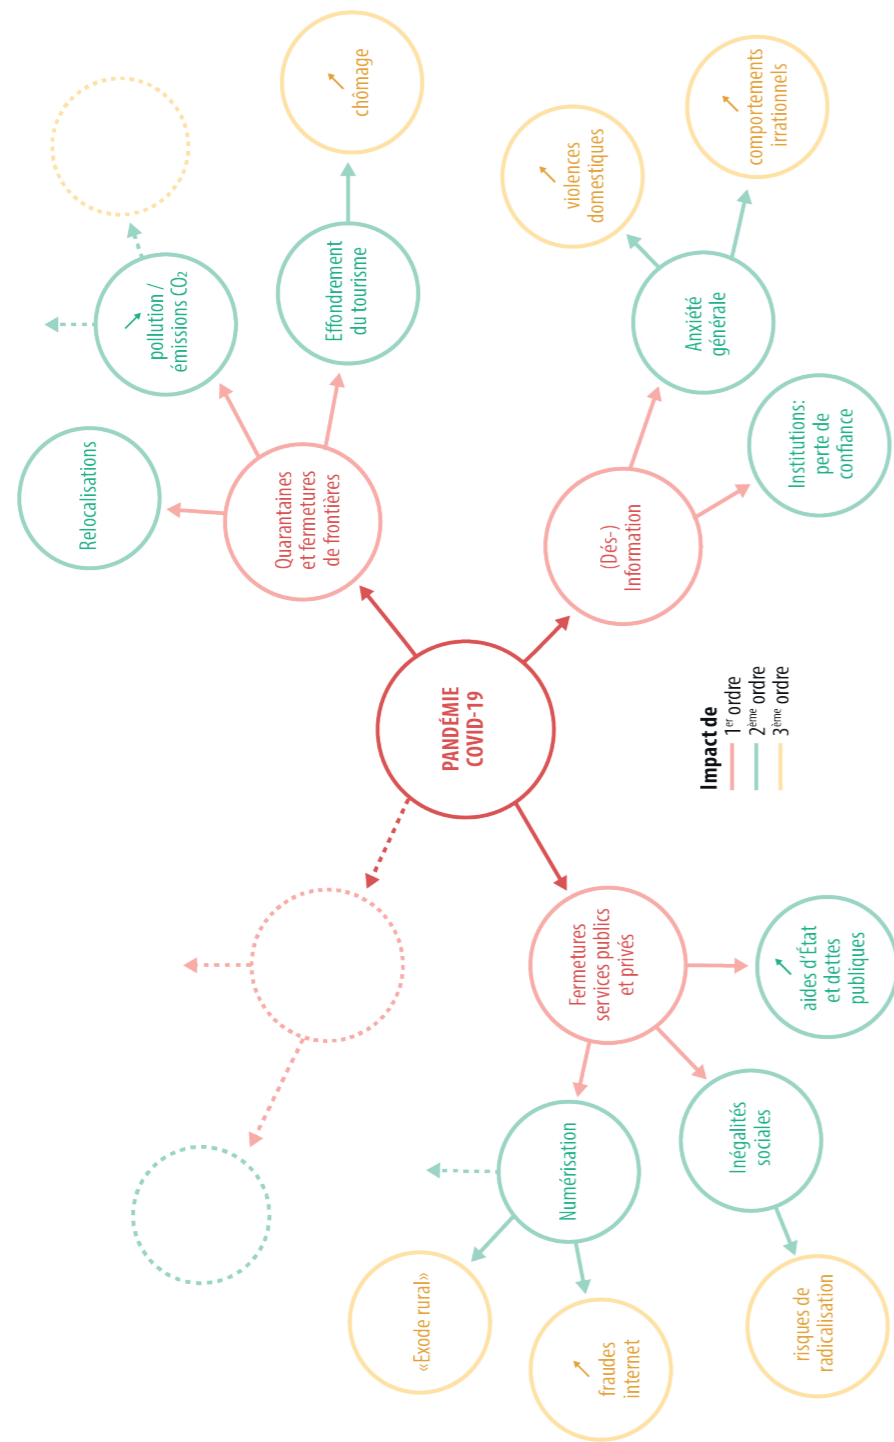 Relocalisations
↘
pollution /
émissions CO₂
Quarantaines
et fermetures
de frontières
Effondrement
du tourisme
↗
chômage
PANDÉMIE
COVID-19
«Exode rural»
Numérisation
↗
fraudes
internet
Fermetures
services publics
et privés
(Dés-)
Information
↗
violences
domestiques
Anxiété
générale
↗
comportements
irrationnels
Inégalités
sociales
risques de
radicalisation
↗
aides d'État
et dettes
publiques
Institutions:
perte de
confiance
Impact de
1er ordre
2ème ordre
3ème ordre